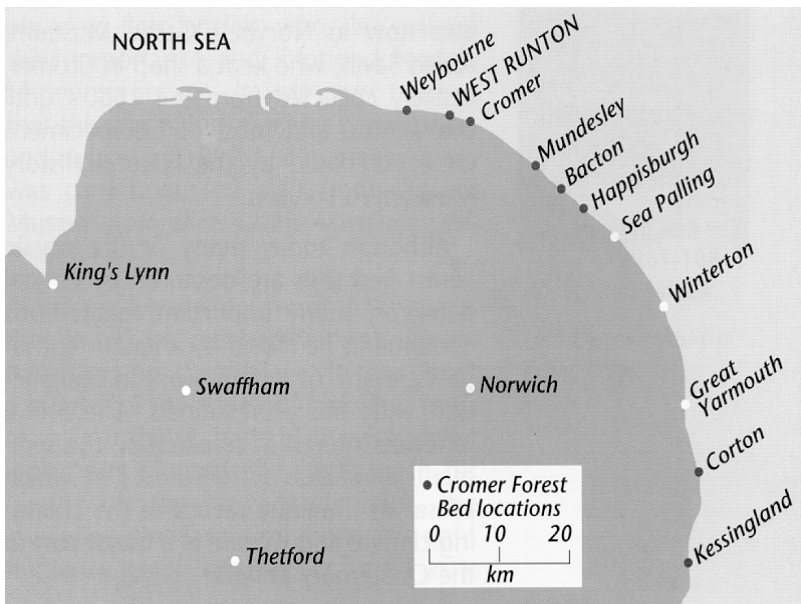 NORTH SEA
Weybourne
WEST RUNTON
Cromer
Mundesley
Bacton
Happisburgh
Sea Palling
Winterton
King's Lynn
Swaffham
Norwich
Great
Yarmouth
Corton
Kessingland
Thetford
Cromer Forest
Bed locations
0 10 20
km